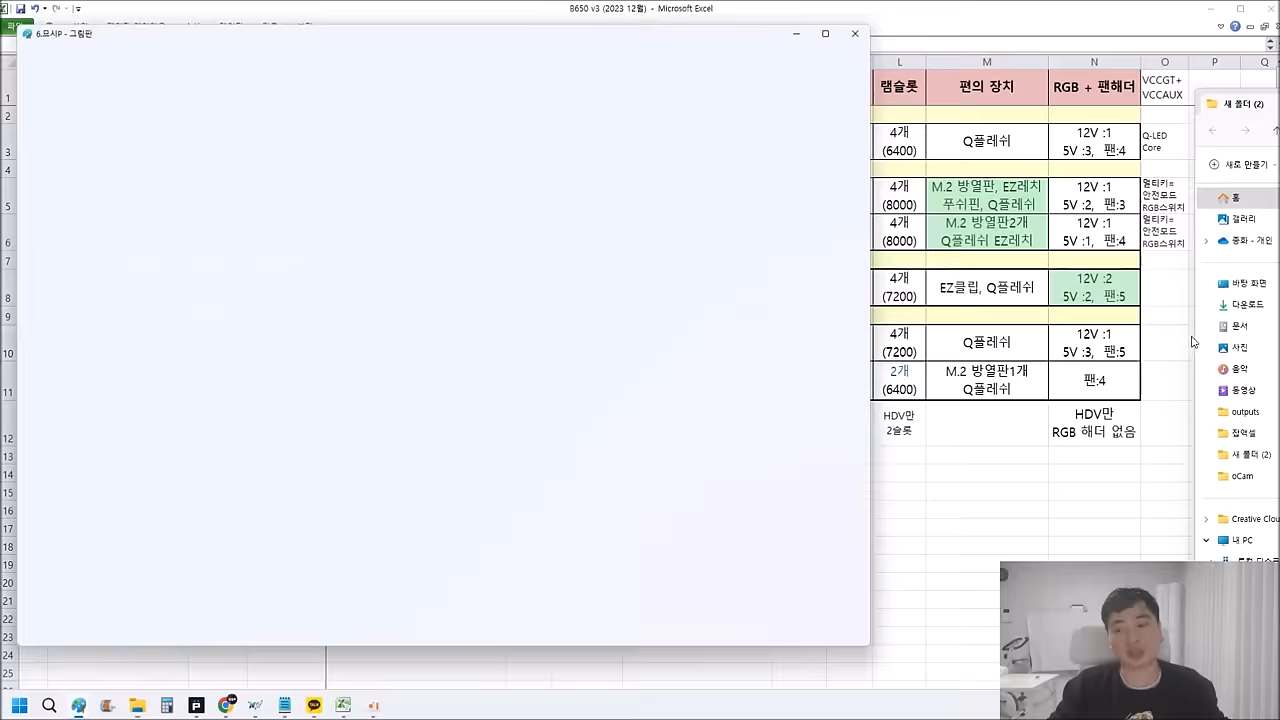 B650 v3 (2023 12월) - Microsoft Excel
6.므시P - 그림판
L M N O P Q
램슬롯 편의 장치 RGB + 팬해더 VCCGT+
VCCAUX
4개
(6400)
Q플레쉬
12V :1
5V :3, 팬:4
Q-LED
Core
4개
(8000)
M.2 방열판, EZ레치
푸쉬핀, Q플레쉬
12V :1
5V :2, 팬:3
멀티키=
안전모드
RGB스위치
4개
(8000)
M.2 방열판2개
Q플레쉬 EZ레치
12V :1
5V :1, 팬:4
멀티키=
안전모드
RGB스위치
4개
(7200)
EZ클립, Q플레쉬
12V :2
5V :2, 팬:5
4개
(7200)
Q플레쉬
12V :1
5V :3, 팬:5
2개
(6400)
M.2 방열판1개
Q플레쉬
팬:4
HDV만
2슬롯
HDV만
RGB 해더 없음
1
2
3
4
5
6
7
8
9
10
11
12
13
14
15
16
17
18
19
20
21
22
23
24
25
새 폴더 (2)
새로 만들기
홈
갤러리
종화 - 개인
바탕 화면
다운로드
문서
사진
음악
동영상
outputs
잡엑셀
새 폴더 (2)
oCam
Creative Clou
내 PC